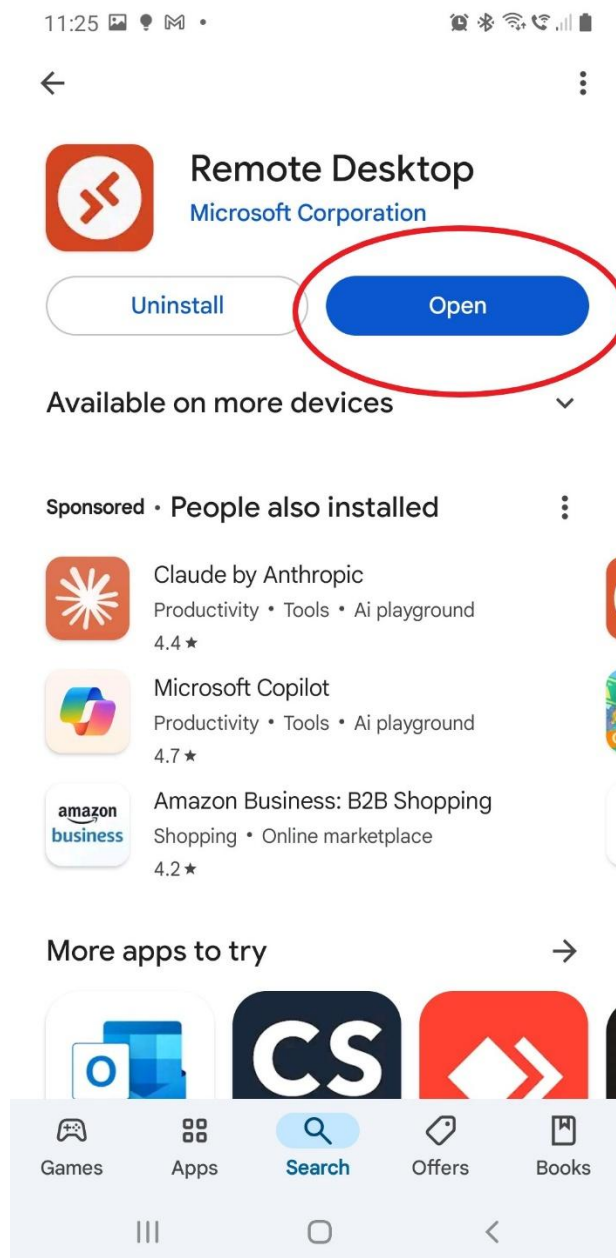 11:25
Remote Desktop
Microsoft Corporation
Uninstall
Open
Available on more devices
Sponsored • People also installed
Claude by Anthropic
Productivity • Tools • Ai playground
4.4 ★
Microsoft Copilot
Productivity • Tools • Ai playground
4.7 ★
amazon
business
Amazon Business: B2B Shopping
Shopping • Online marketplace
4.2 ★
More apps to try
O
CS
Games
Apps
Search
Offers
Books